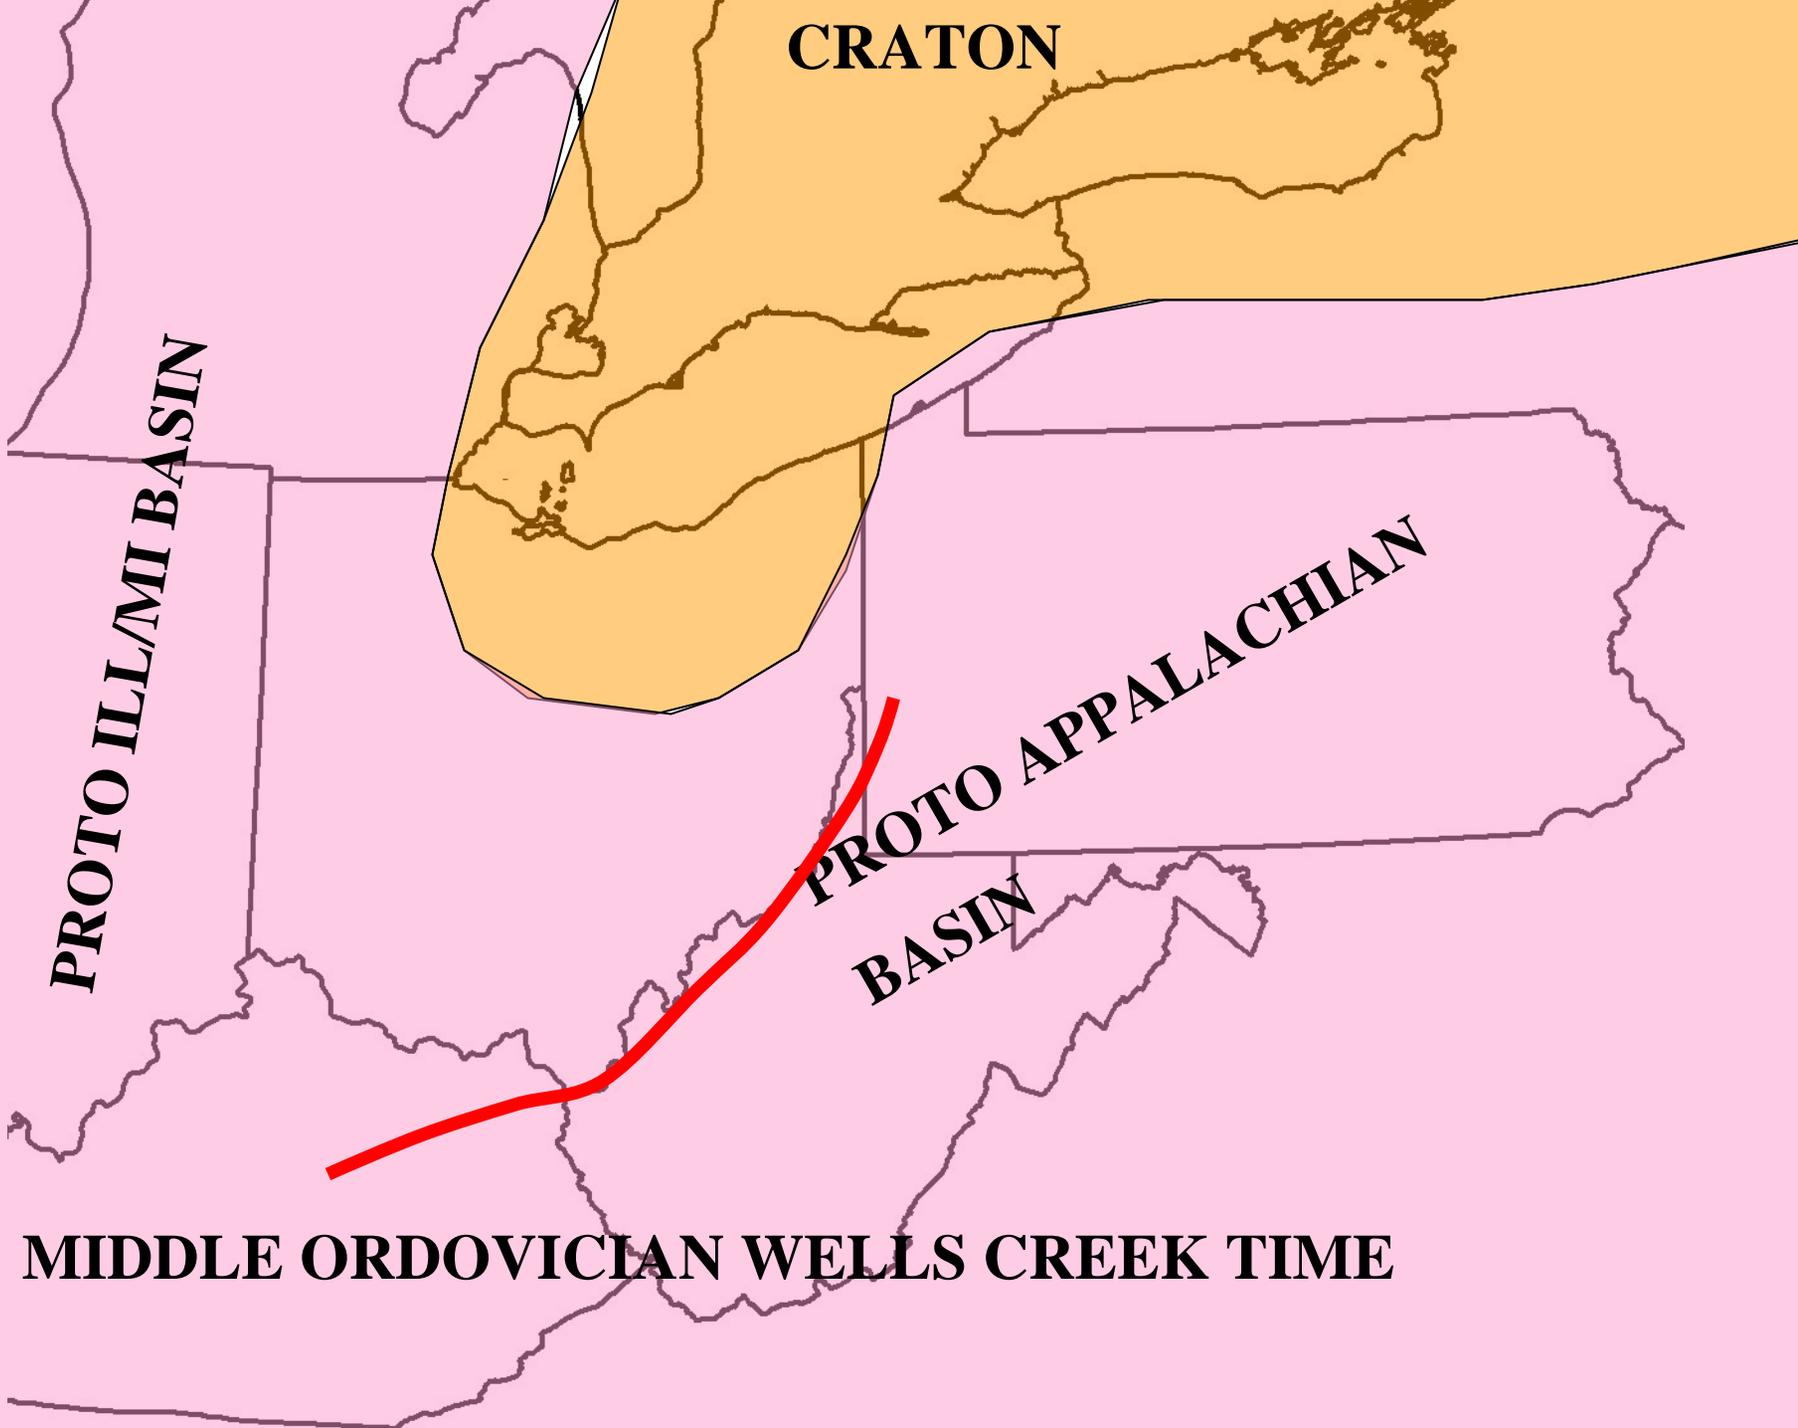 CRATON
PROTO ILL/MI BASIN
PROTO APPALACHIAN
BASIN
MIDDLE ORDOVICIAN WELLS CREEK TIME